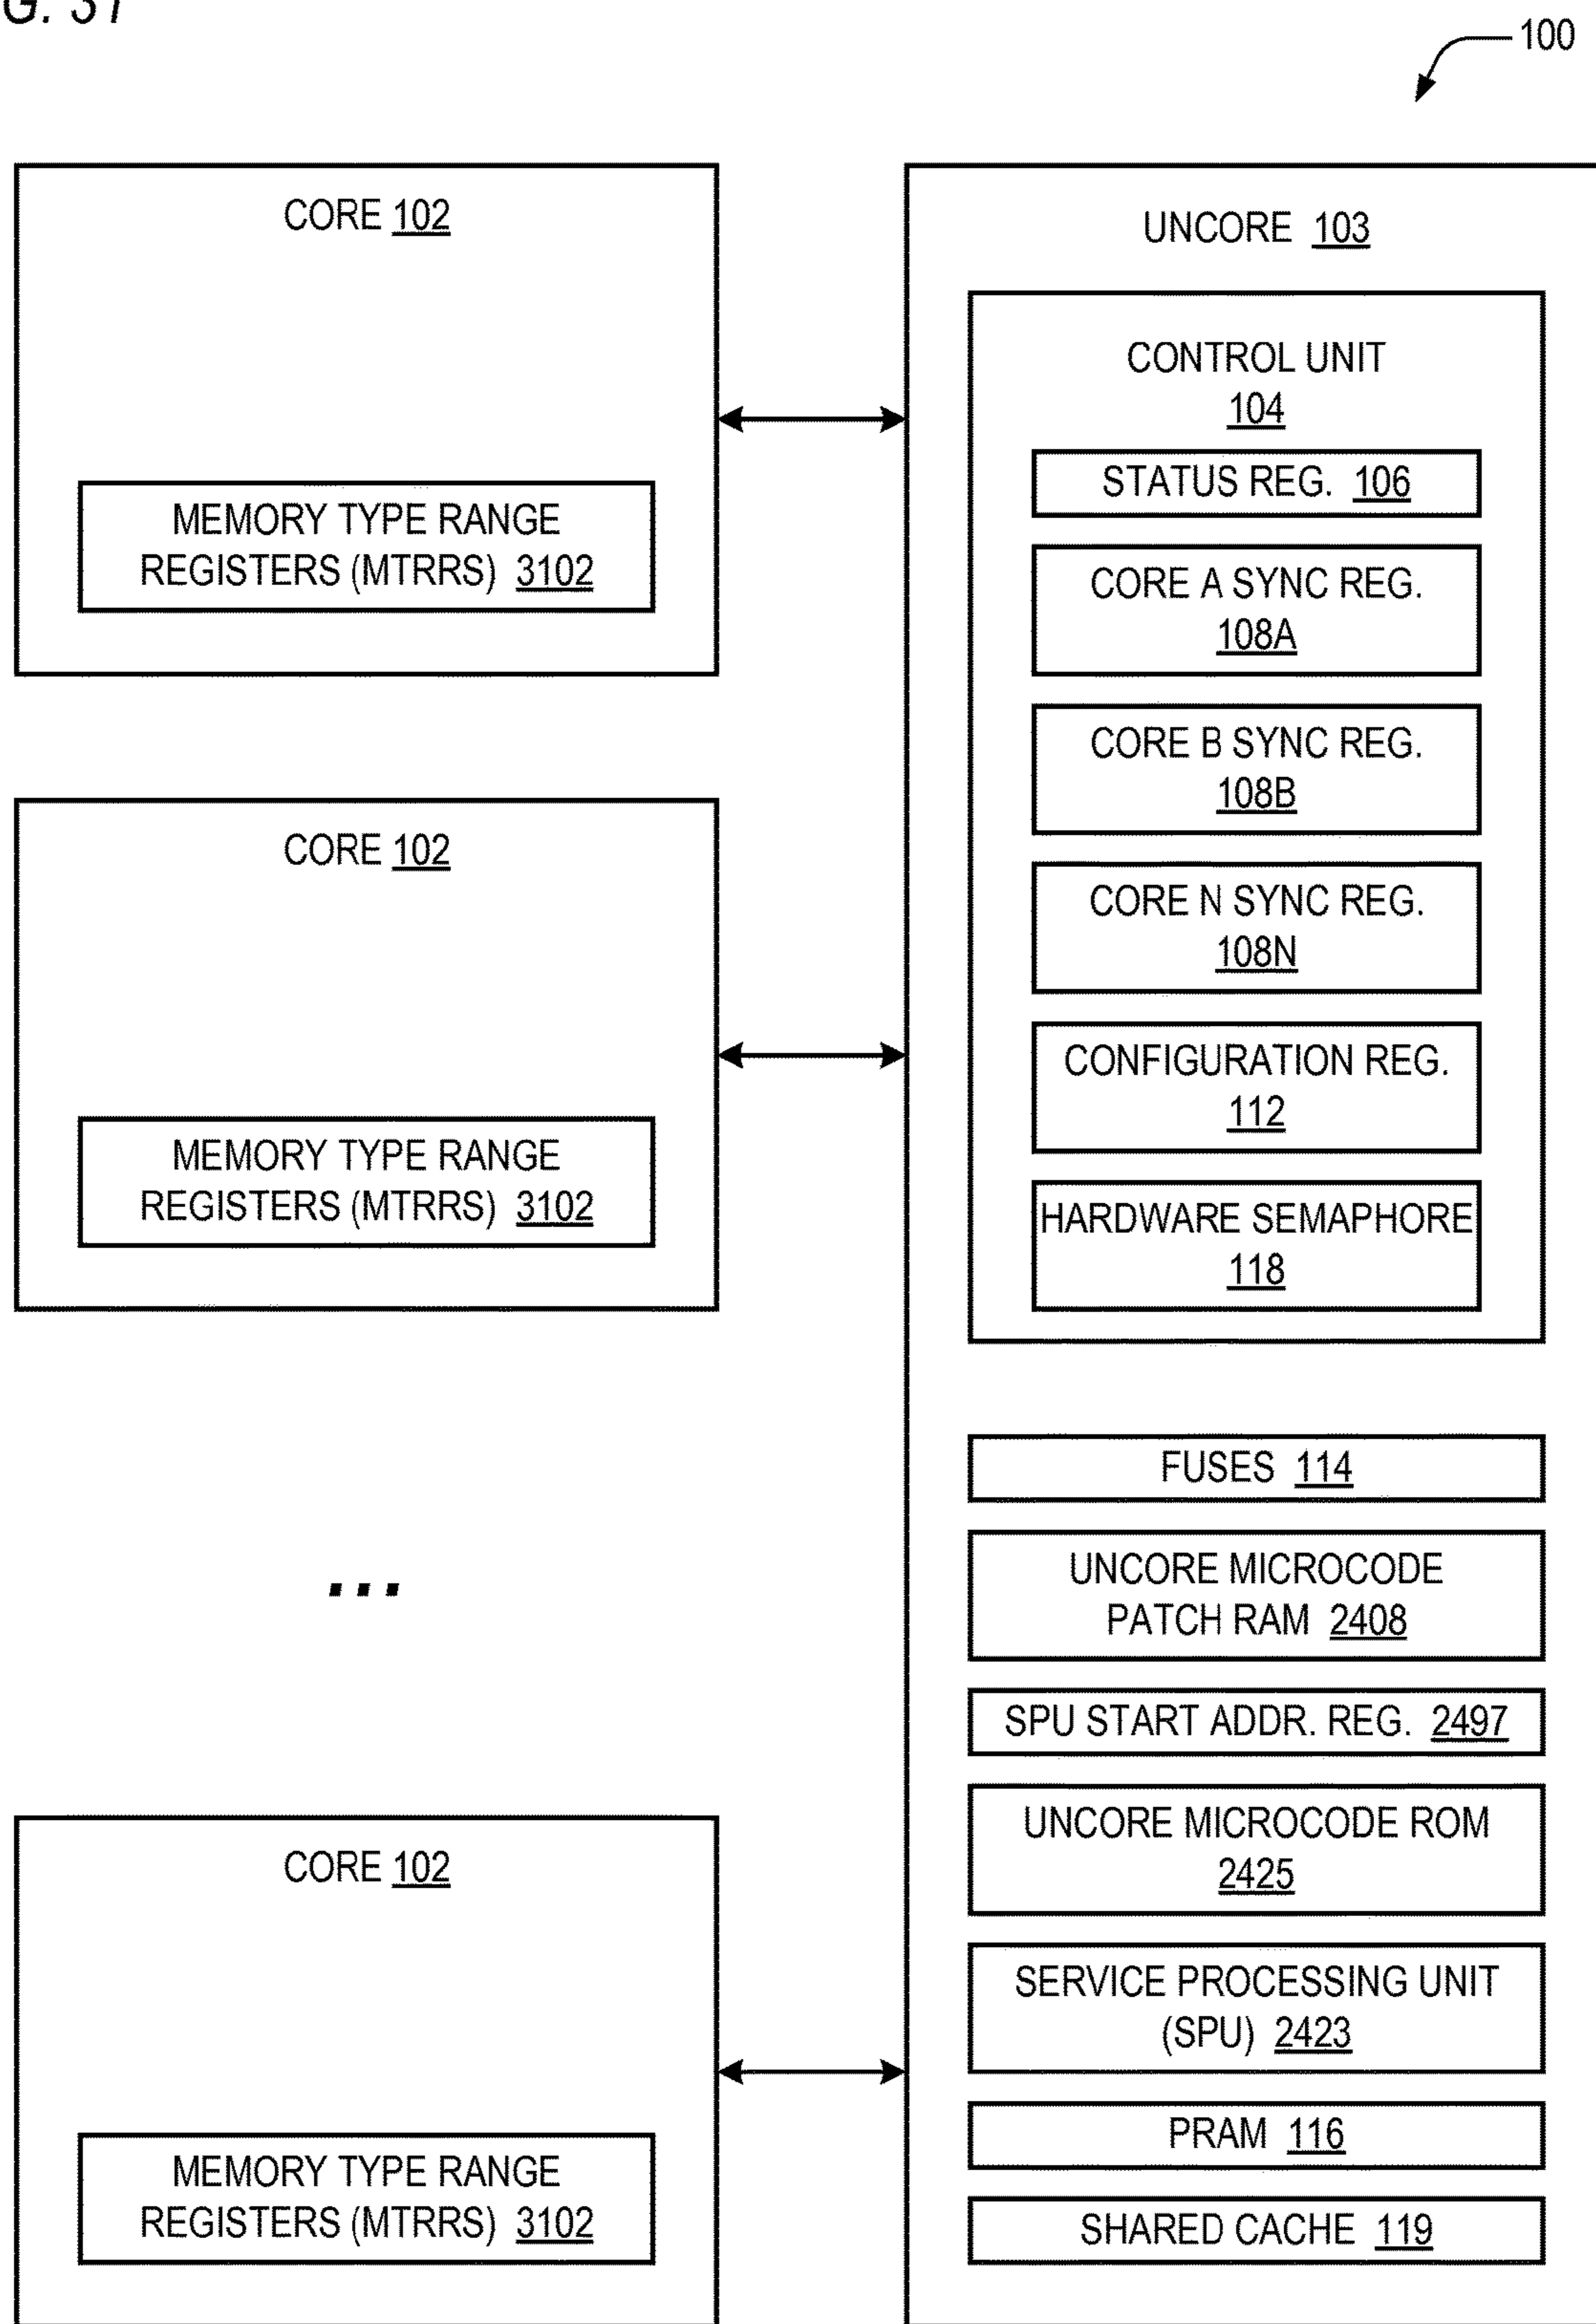 G. 31
100
CORE 102
MEMORY TYPE RANGE
REGISTERS (MTRRS) 3102
CORE 102
MEMORY TYPE RANGE
REGISTERS (MTRRS) 3102
...
CORE 102
MEMORY TYPE RANGE
REGISTERS (MTRRS) 3102
UNCORE 103
CONTROL UNIT
104
STATUS REG. 106
CORE A SYNC REG.
108A
CORE B SYNC REG.
108B
CORE N SYNC REG.
108N
CONFIGURATION REG.
112
HARDWARE SEMAPHORE
118
FUSES 114
UNCORE MICROCODE
PATCH RAM 2408
SPU START ADDR. REG. 2497
UNCORE MICROCODE ROM
2425
SERVICE PROCESSING UNIT
(SPU) 2423
PRAM 116
SHARED CACHE 119